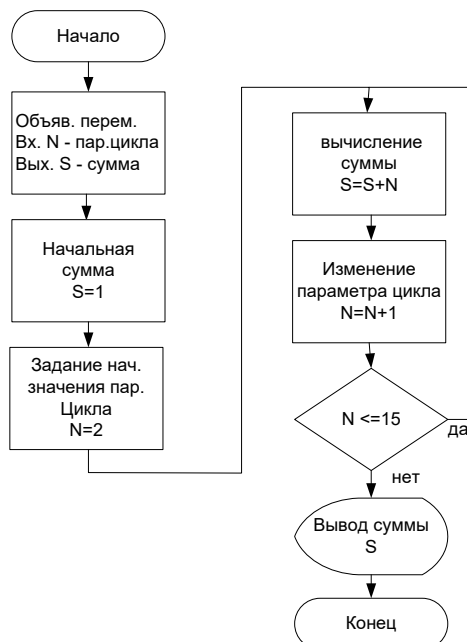 Начало
Объяв. перем.
Вх. N - пар.цикла
Вых. S - сумма
Начальная
сумма
S=1
Задание нач.
значения пар.
Цикла
N=2
вычисление
суммы
S=S+N
Изменение
параметра цикла
N=N+1
N <=15
да
нет
Вывод суммы
S
Конец